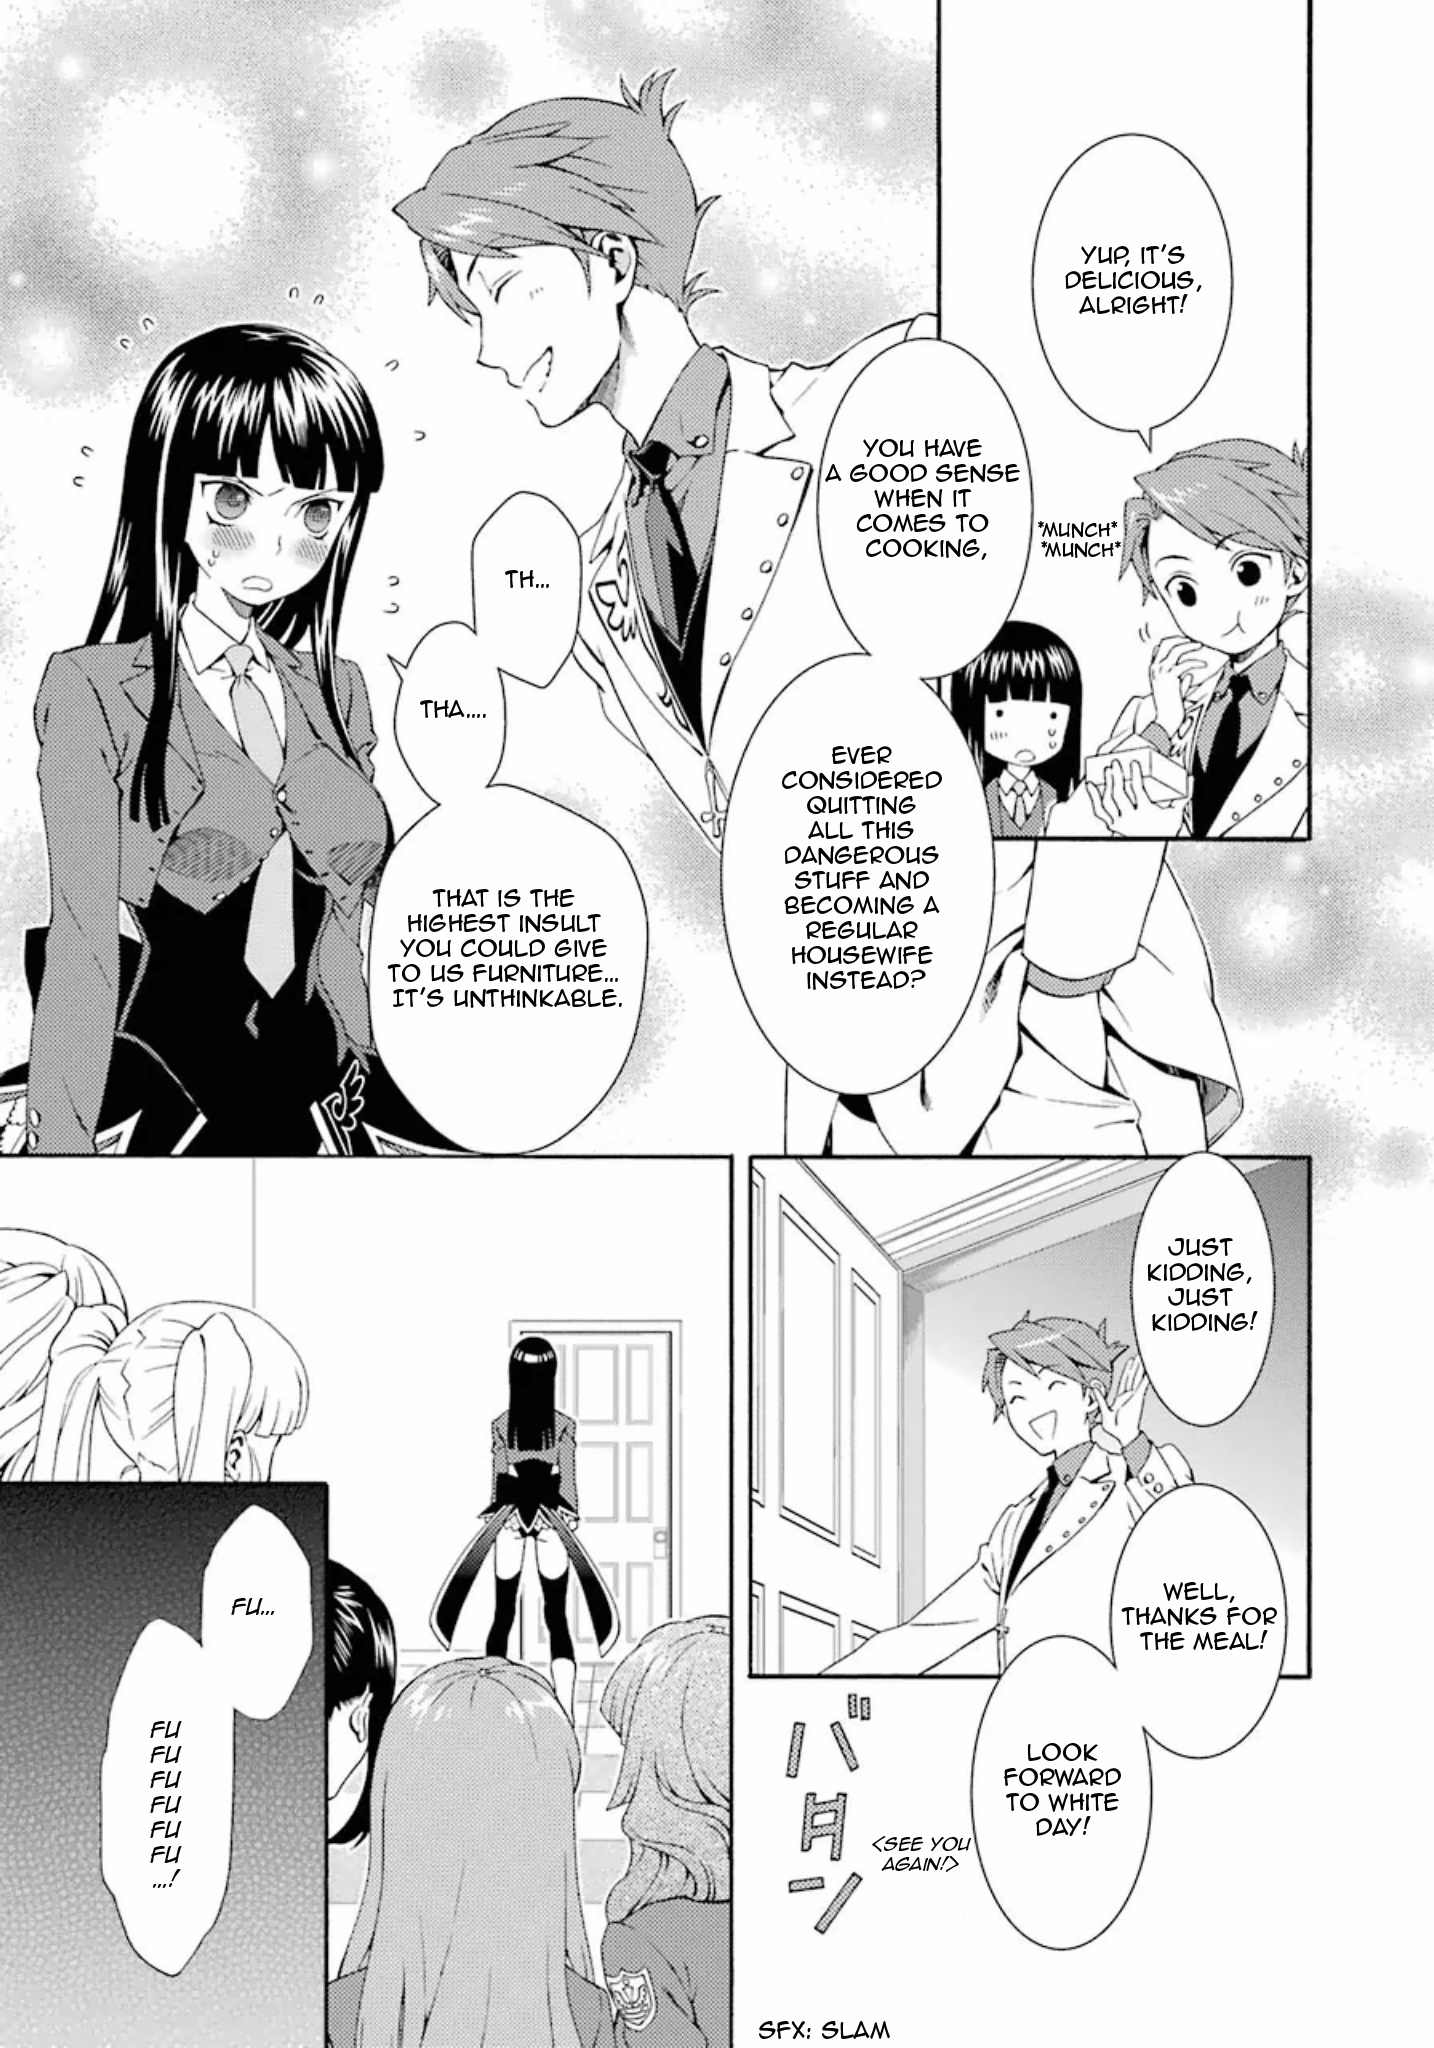 YUP, IT'S
DELICIOUS,
ALRIGHT!
*MUNCH*
*MUNCH*
YOU HAVE
A GOOD SENSE
WHEN IT
COMES TO
COOKING,
EVER
CONSIDERED
QUITTING
ALL THIS
DANGEROUS
STUFF AND
BECOMING A
REGULAR
HOUSEWIFE
INSTEAD?
TH...
THA....
THAT IS THE
HIGHEST INSULT
YOU COULD GIVE
TO US FURNITURE...
IT'S UNTHINKABLE.
JUST
KIDDING,
JUST
KIDDING!
WELL,
THANKS FOR
THE MEAL!
LOOK
FORWARD
TO WHITE
DAY!
<SEE YOU
AGAIN!>
バタン
SFX: SLAM
FU...
FU
FU
FU
FU
FU
FU
...!